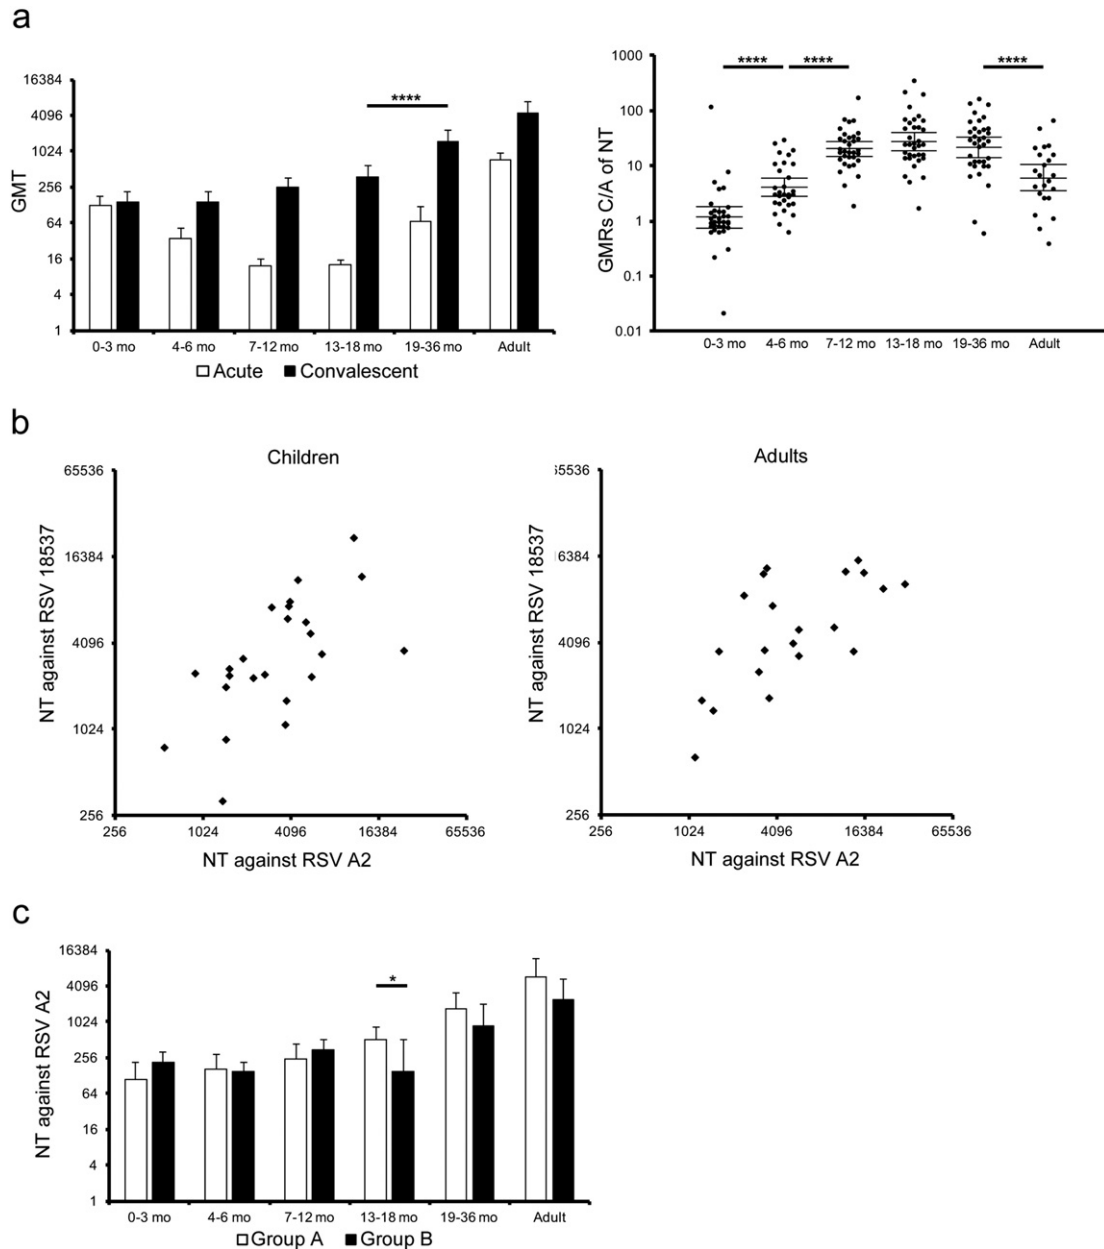 a
16384
4096
1024
256
64
16
4
1
GMT
****
0-3 mo 4-6 mo 7-12 mo 13-18 mo 19-36 mo Adult
Acute Convalescent
1000
100
10
1
0.1
0.01
GMRs C/A of NT
**** **** ****
0-3 mo 4-6 mo 7-12 mo 13-18 mo 19-36 mo Adult
b
Children
65536
16384
4096
1024
256
NT against RSV 18537
256 1024 4096 16384 65536
NT against RSV A2
Adults
35536
16384
4096
1024
256
NT against RSV 18537
256 1024 4096 16384 65536
NT against RSV A2
c
16384
4096
1024
256
64
16
4
1
NT against RSV A2
*
0-3 mo 4-6 mo 7-12 mo 13-18 mo 19-36 mo Adult
Group A Group B